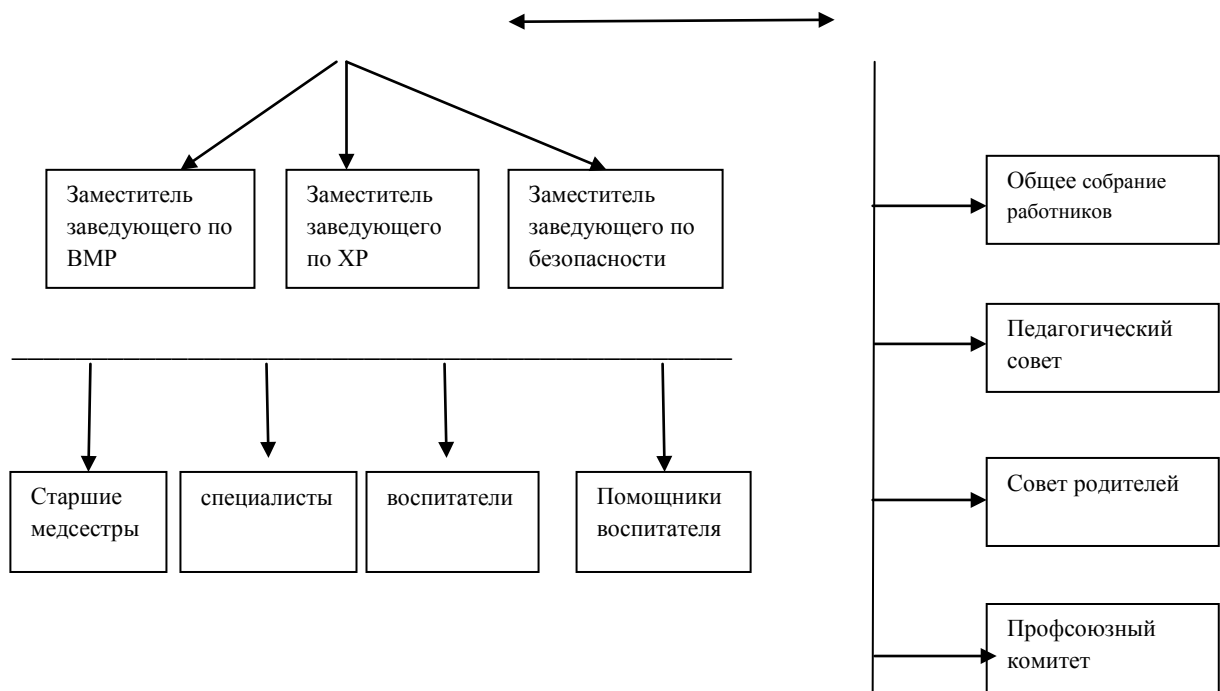 Заместитель
заведующего по
ВМР
Заместитель
заведующего
по ХР
Заместитель
заведующего по
безопасности
Общее собрание
работников
Педагогический
совет
Старшие
медсестры
специалисты
воспитатели
Помощники
воспитателя
Совет родителей
Профсоюзный
комитет